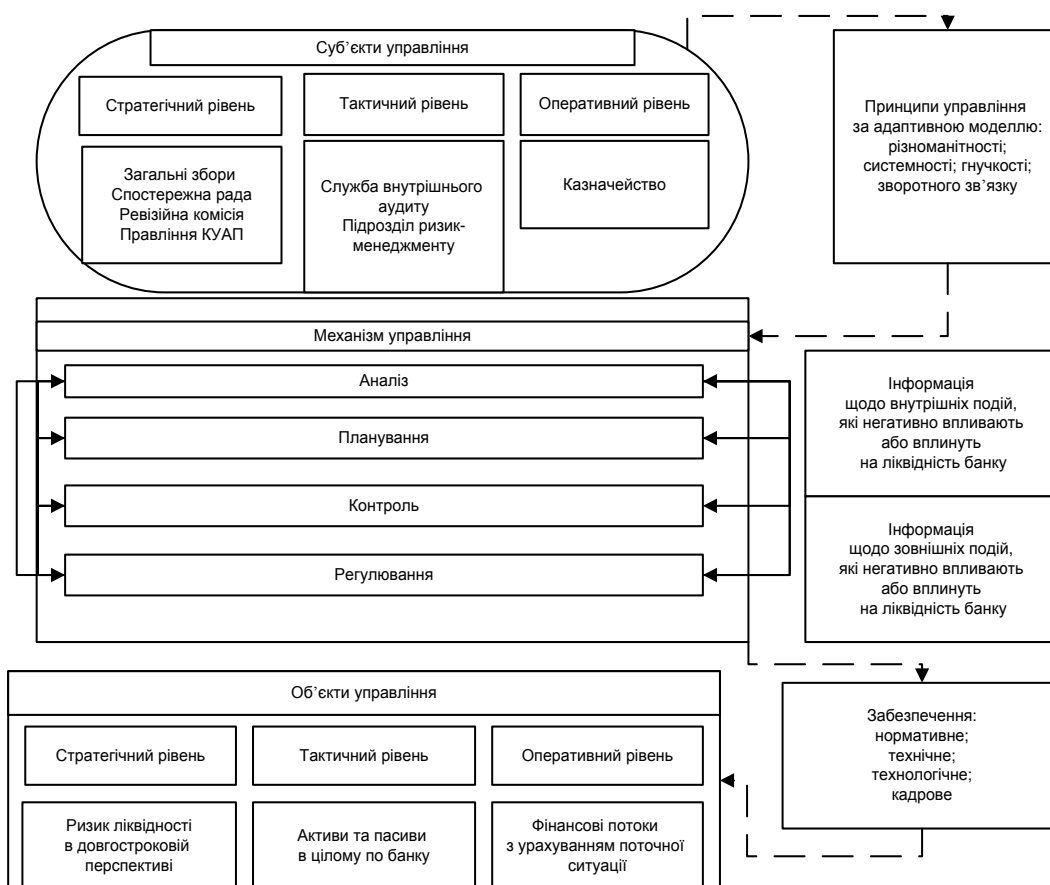 Суб’єкти управління
Стратегічний рівень
Тактичний рівень
Оперативний рівень
Загальні збори
Спостережна рада
Ревізійна комісія
Правління КУАП
Служба внутрішнього
аудиту
Підрозділ ризик-
менеджменту
Казначейство
Принципи управління
за адаптивною моделлю:
різноманітності;
системності; гнучкості;
зворотного зв’язку
Механізм управління
Аналіз
Планування
Контроль
Регулювання
Інформація
щодо внутрішніх подій,
які негативно впливають
або вплинуть
на ліквідність банку
Інформація
щодо зовнішніх подій,
які негативно впливають
або вплинуть
на ліквідність банку
Об’єкти управління
Стратегічний рівень
Тактичний рівень
Оперативний рівень
Ризик ліквідності
в довгостроковій
перспективі
Активи та пасиви
в цілому по банку
Фінансові потоки
з урахуванням поточної
ситуації
Забезпечення:
нормативне;
технічне;
технологічне;
кадрове